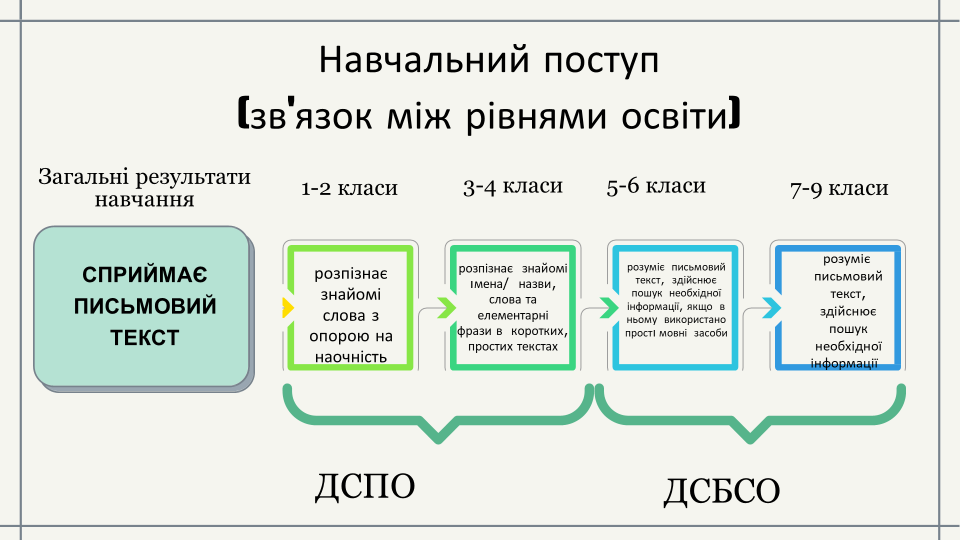 Навчальний поступ
(зв'язок між рівнями освіти)
Загальні результати
навчання
1-2 класи
3-4 класи
5-6 класи
7-9 класи
СПРИЙМАЄ
ПИСЬМОВИЙ
ТЕКСТ
розпізнає
знайомі
слова з
опорою на
наочність
розпізнає знайомі
імена/ назви,
слова та
елементарні
фрази в коротких,
простих текстах
розуміє письмовий
текст, здійснює
пошук необхідної
інформації, якщо в
ньому використано
прості мовні засоби
розуміє
письмовий
текст,
здійснює
пошук
необхідної
інформації
ДСПО
ДСБСО